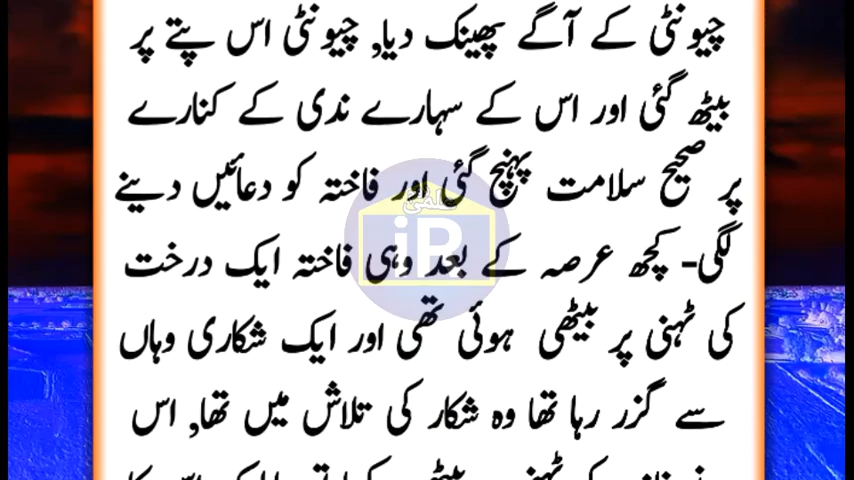 چیونٹی کے آگے پھینک دیا, چیونٹی اس پتے پر
بیٹھ گئی اور اس کے سہارے ندی کے کنارے
پر صحیح سلامت پہنچ گئی اور فاختہ کو دعائیں دینے
لگی- کچھ عرصہ کے بعد وہی فاختہ ایک درخت
کی ٹہنی پر بیٹھی ہوئی تھی اور ایک شکاری وہاں
سے گزر رہا تھا وہ شکار کی تلاش میں تھا, اس
عالمی
iR